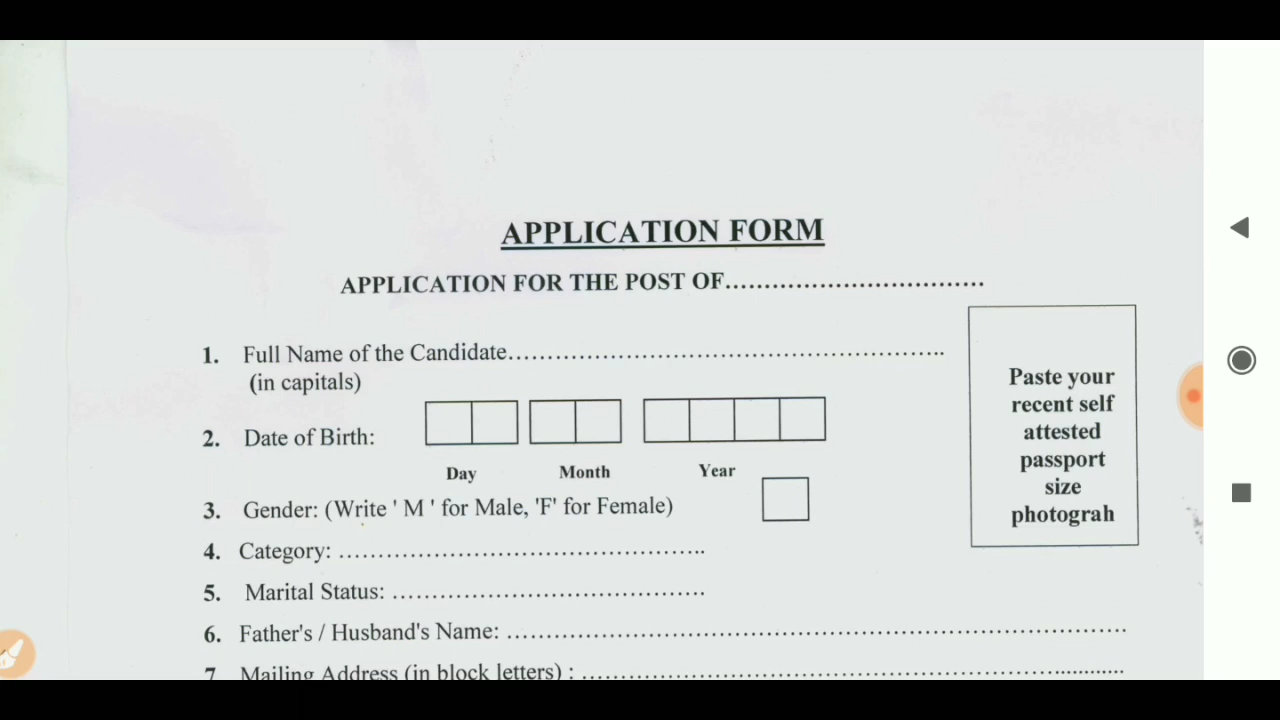 APPLICATION FORM
APPLICATION FOR THE POST OF.................................
1. Full Name of the Candidate........................................................
(in capitals)
2. Date of Birth:
Day Month Year
3. Gender: (Write ' M ' for Male, 'F' for Female)
4. Category: ...............................................
5. Marital Status: ........................................
6. Father's / Husband's Name: ................................................................................
7. Mailing Address (in block letters) : ......................................................................
Paste your
recent self
attested
passport
size
photograh